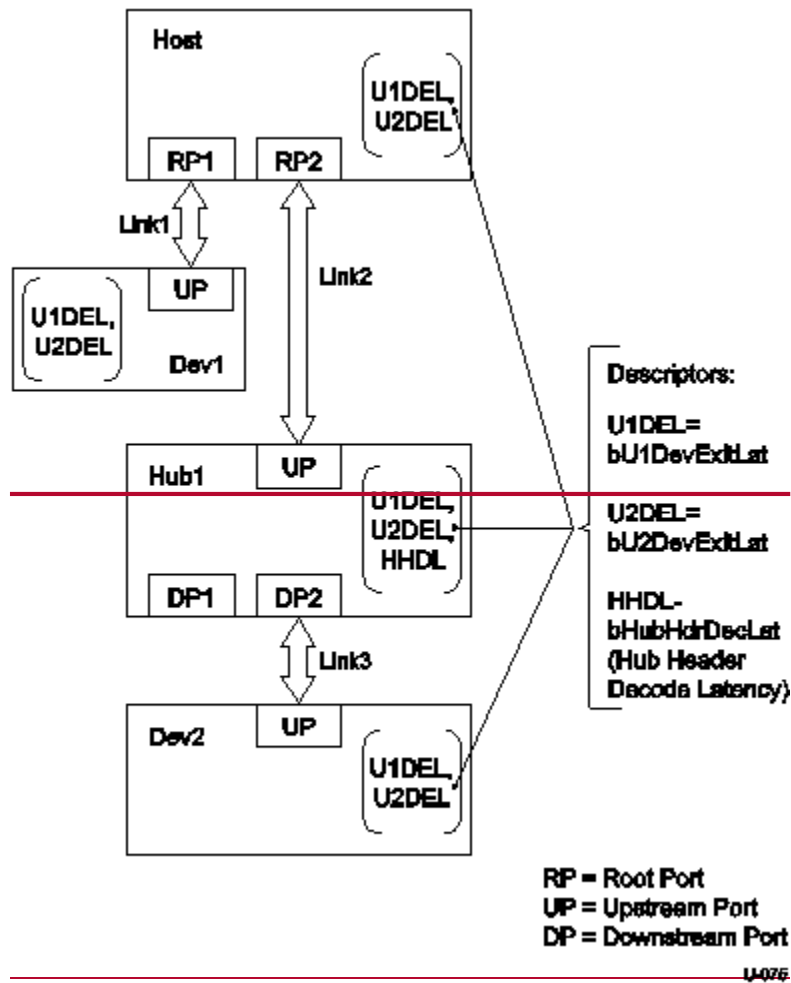 Host
U1DEL,
U2DEL
RP1
RP2
Link1
Link2
UP
U1DEL,
U2DEL
Dev1
Descriptors:
U1DEL=
bU1DevExitLat
U2DEL=
bU2DevExitLat
HHDL-
bHubHdrDecLat
(Hub Header
Decode Latency)
Hub1
UP
U1DEL,
U2DEL,
HHDL
DP1
DP2
Link3
Dev2
UP
U1DEL,
U2DEL
RP = Root Port
UP = Upstream Port
DP = Downstream Port
U-075